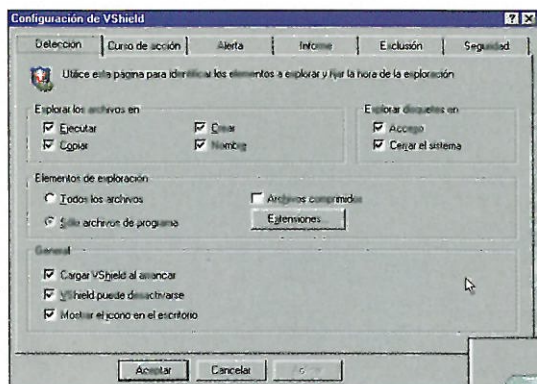 Configuración de VShield
Detección Curso de acción Alerta Informe Exclusión Seguridad
Utilice esta página para identificar los elementos a explorar y fijar la hora de la exploración
Explorar los archivos en
Ejecutar Crear
Copiar Nombre
Explorar disquetes en
Acceso
Cerrar el sistema
Elementos de exploración
Todos los archivos Archivos comprimidos
Sólo archivos de programa Extensiones...
General
Cargar VShield al arrancar
VShield puede desactivarse
Mostrar el icono en el escritorio
Aceptar Cancelar